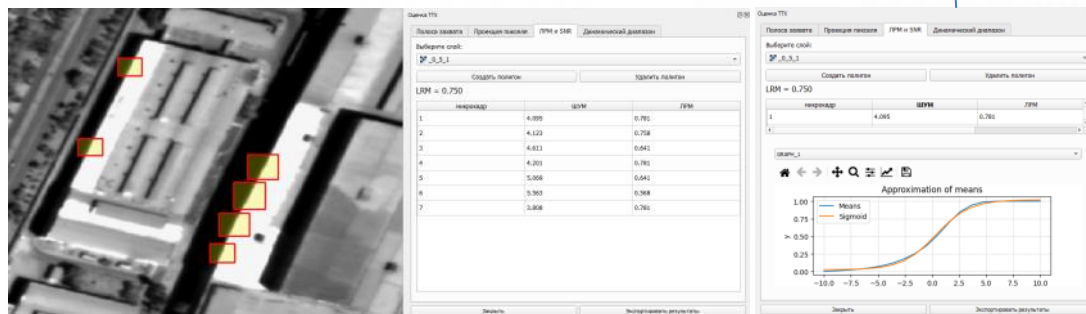 Оценка ТТХ
Полоса захвата Проекция пикселя ЛРМ и SNR Динамический диапазон
Выберите слой:
_0_5_1
Создать полигон Удалить полигон
LRM = 0.750
микрокадр ШУМ ЛРМ
1 4.095 0.781
2 4.123 0.758
3 4.611 0.641
4 4.201 0.781
5 5.069 0.641
6 5.563 0.568
7 3.808 0.781
Закрыть Экспортировать результаты
Оценка ТТХ
Полоса захвата Проекция пикселя ЛРМ и SNR Динамический диапазон
Выберите слой:
_0_5_1
Создать полигон Удалить полигон
LRM = 0.750
микрокадр ШУМ ЛРМ
1 4.095 0.781
GRAPH_1
Approximation of means
Means
Sigmoid
y
1.00
0.75
0.50
0.25
0.00
-10.0 -7.5 -5.0 -2.5 0.0 2.5 5.0 7.5 10.0
Закрыть Экспортировать результаты